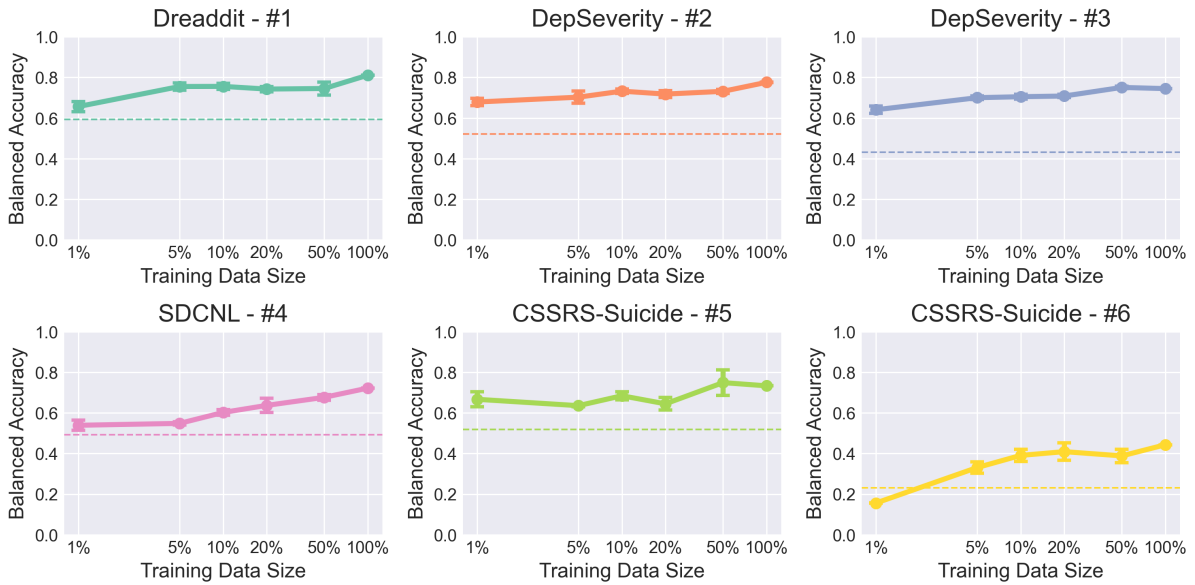 Dreaddit - #1
Balanced Accuracy
1.0
0.8
0.6
0.4
0.2
0.0
1% 5% 10% 20% 50% 100%
Training Data Size
DepSeverity - #2
Balanced Accuracy
1.0
0.8
0.6
0.4
0.2
0.0
1% 5% 10% 20% 50% 100%
Training Data Size
DepSeverity - #3
Balanced Accuracy
1.0
0.8
0.6
0.4
0.2
0.0
1% 5% 10% 20% 50% 100%
Training Data Size
SDCNL - #4
Balanced Accuracy
1.0
0.8
0.6
0.4
0.2
0.0
1% 5% 10% 20% 50% 100%
Training Data Size
CSSRS-Suicide - #5
Balanced Accuracy
1.0
0.8
0.6
0.4
0.2
0.0
1% 5% 10% 20% 50% 100%
Training Data Size
CSSRS-Suicide - #6
Balanced Accuracy
1.0
0.8
0.6
0.4
0.2
0.0
1% 5% 10% 20% 50% 100%
Training Data Size